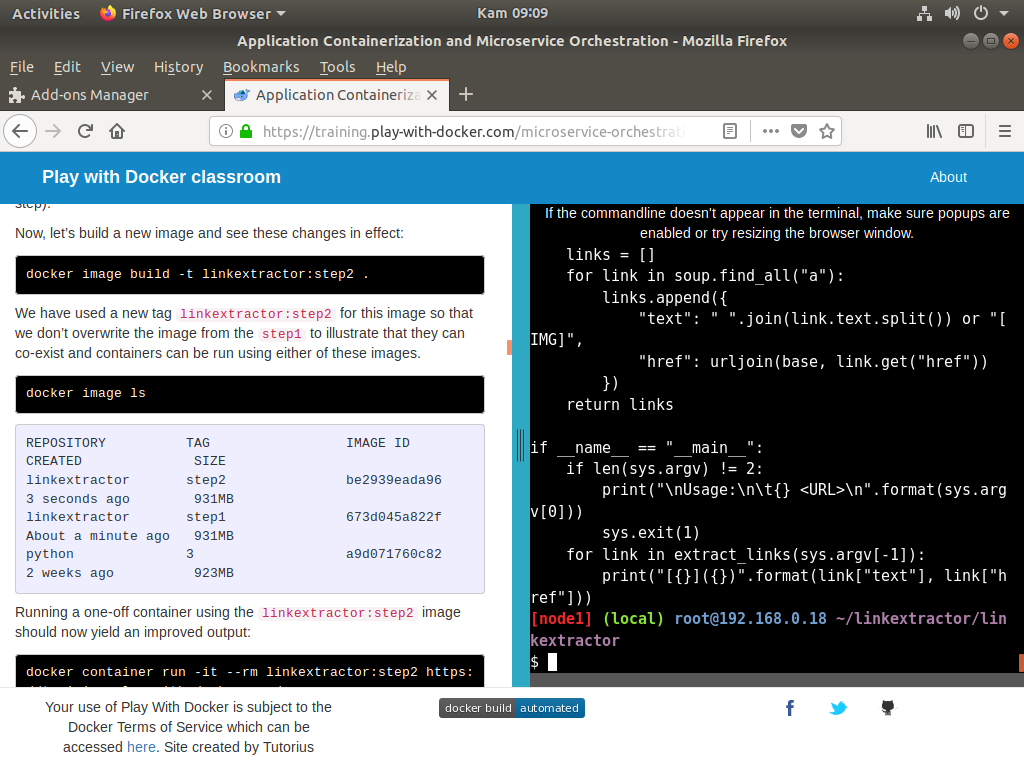 Activities Firefox Web Browser Kam 09:09
Application Containerization and Microservice Orchestration - Mozilla Firefox
File Edit View History Bookmarks Tools Help
Add-ons Manager Application Containeriza
https://training.play-with-docker.com/microservice-orchestrati
Play with Docker classroom About
step).
Now, let’s build a new image and see these changes in effect:
docker image build -t linkextractor:step2 .
We have used a new tag linkextractor:step2 for this image so that
we don’t overwrite the image from the step1 to illustrate that they can
co-exist and containers can be run using either of these images.
docker image ls
REPOSITORY TAG IMAGE ID
CREATED SIZE
linkextractor step2 be2939eada96
3 seconds ago 931MB
linkextractor step1 673d045a822f
About a minute ago 931MB
python 3 a9d071760c82
2 weeks ago 923MB
Running a one-off container using the linkextractor:step2 image
should now yield an improved output:
docker container run -it --rm linkextractor:step2 https:
If the commandline doesn't appear in the terminal, make sure popups are
enabled or try resizing the browser window.
links = []
for link in soup.find_all("a"):
links.append({
"text": " ".join(link.text.split()) or "[
IMG]",
"href": urljoin(base, link.get("href"))
})
return links
if __name__ == "__main__":
if len(sys.argv) != 2:
print("\nUsage:\n\t{} <URL>\n".format(sys.arg
v[0]))
sys.exit(1)
for link in extract_links(sys.argv[-1]):
print("[{}]({})".format(link["text"], link["h
ref"]))
[node1] (local) root@192.168.0.18 ~/linkextractor/lin
kextractor
$
Your use of Play With Docker is subject to the
Docker Terms of Service which can be
accessed here. Site created by Tutorius
docker build automated